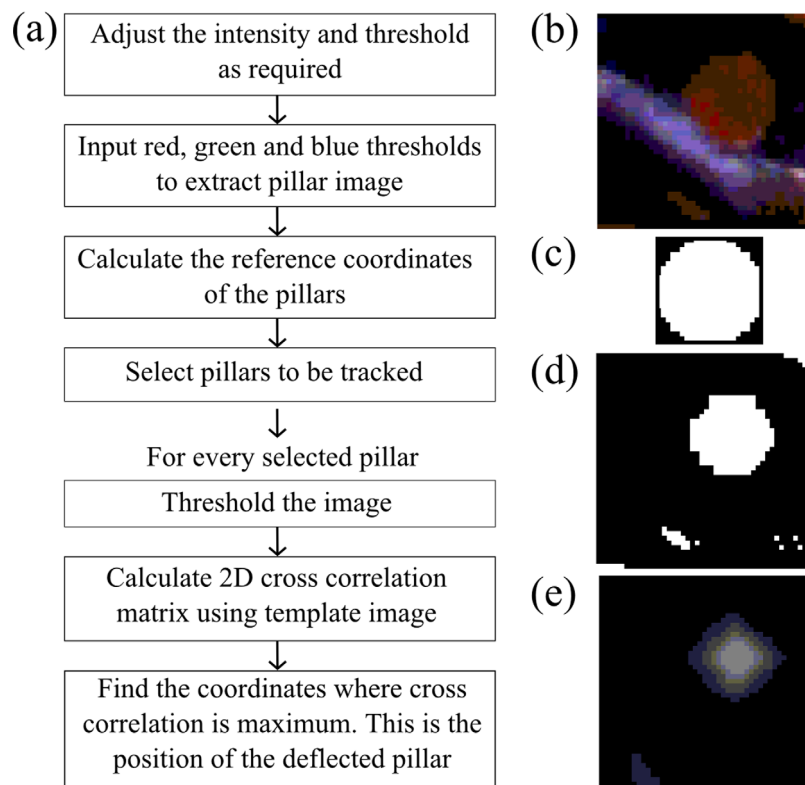 (a)
Adjust the intensity and threshold
as required
Input red, green and blue thresholds
to extract pillar image
Calculate the reference coordinates
of the pillars
Select pillars to be tracked
For every selected pillar
Threshold the image
Calculate 2D cross correlation
matrix using template image
Find the coordinates where cross
correlation is maximum. This is the
position of the deflected pillar
(b)
(c)
(d)
(e)